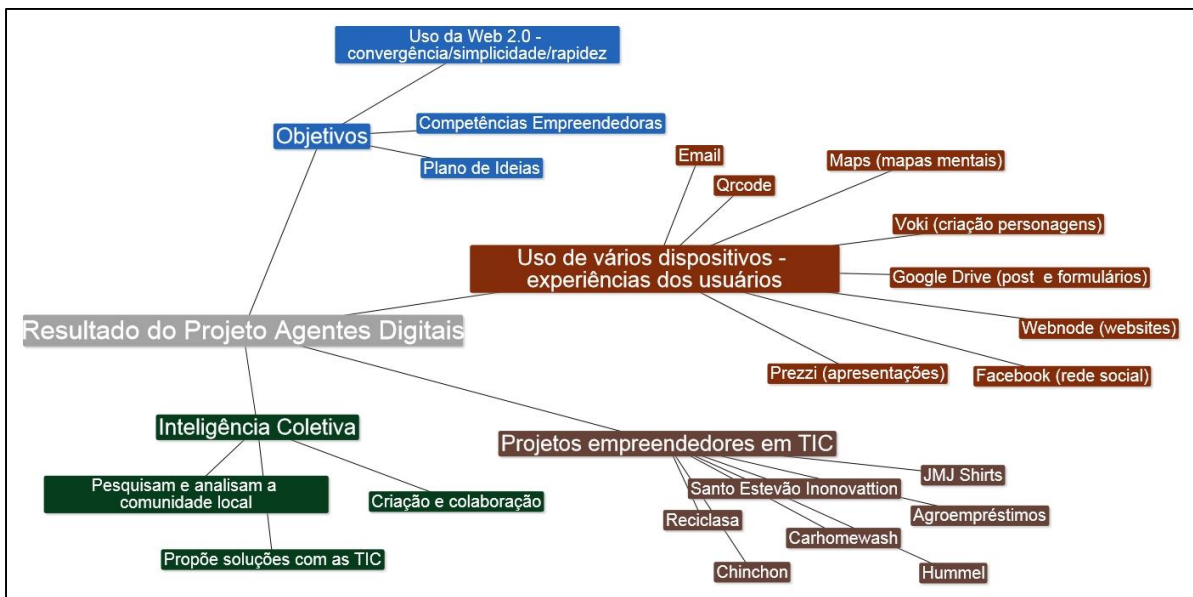 Uso da Web 2.0 -
convergência/simplicidade/rapidez
Objetivos
Competências Empreendedoras
Plano de Ideias
Email
Qrcode
Maps (mapas mentais)
Voki (criação personagens)
Uso de vários dispositivos -
experiências dos usuários
Google Drive (post e formulários)
Webnode (websites)
Prezzi (apresentações)
Facebook (rede social)
Resultado do Projeto Agentes Digitais
Inteligência Coletiva
Pesquisam e analisam a
comunidade local
Criação e colaboração
Propõe soluções com as TIC
Projetos empreendedores em TIC
JMJ Shirts
Santo Estevão Inonovattion
Agroempréstimos
Reciclasa
Carhomewash
Chinchon
Hummel